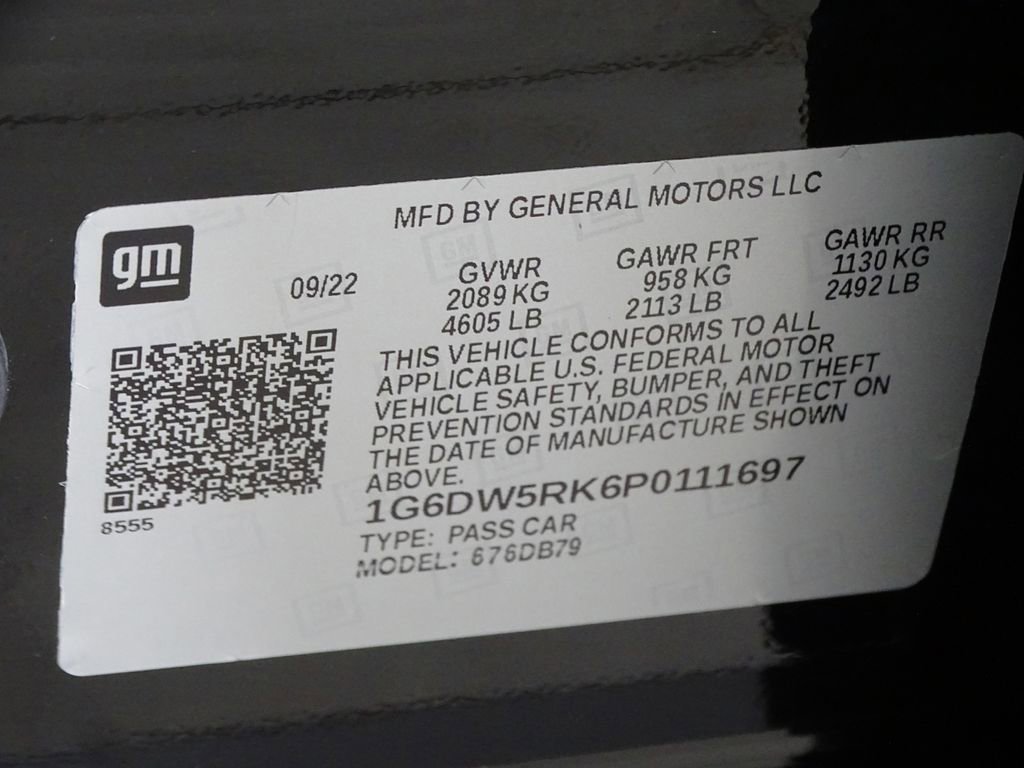 MFD BY GENERAL MOTORS LLC
gm
09/22
GVWR
2089 KG
4605 LB
GAWR FRT
958 KG
2113 LB
GAWR RR
1130 KG
2492 LB
THIS VEHICLE CONFORMS TO ALL
APPLICABLE U.S. FEDERAL MOTOR
VEHICLE SAFETY, BUMPER, AND THEFT
PREVENTION STANDARDS IN EFFECT ON
THE DATE OF MANUFACTURE SHOWN
ABOVE.
1G6DW5RK6P0111697
8555
TYPE: PASS CAR
MODEL: 676DB79